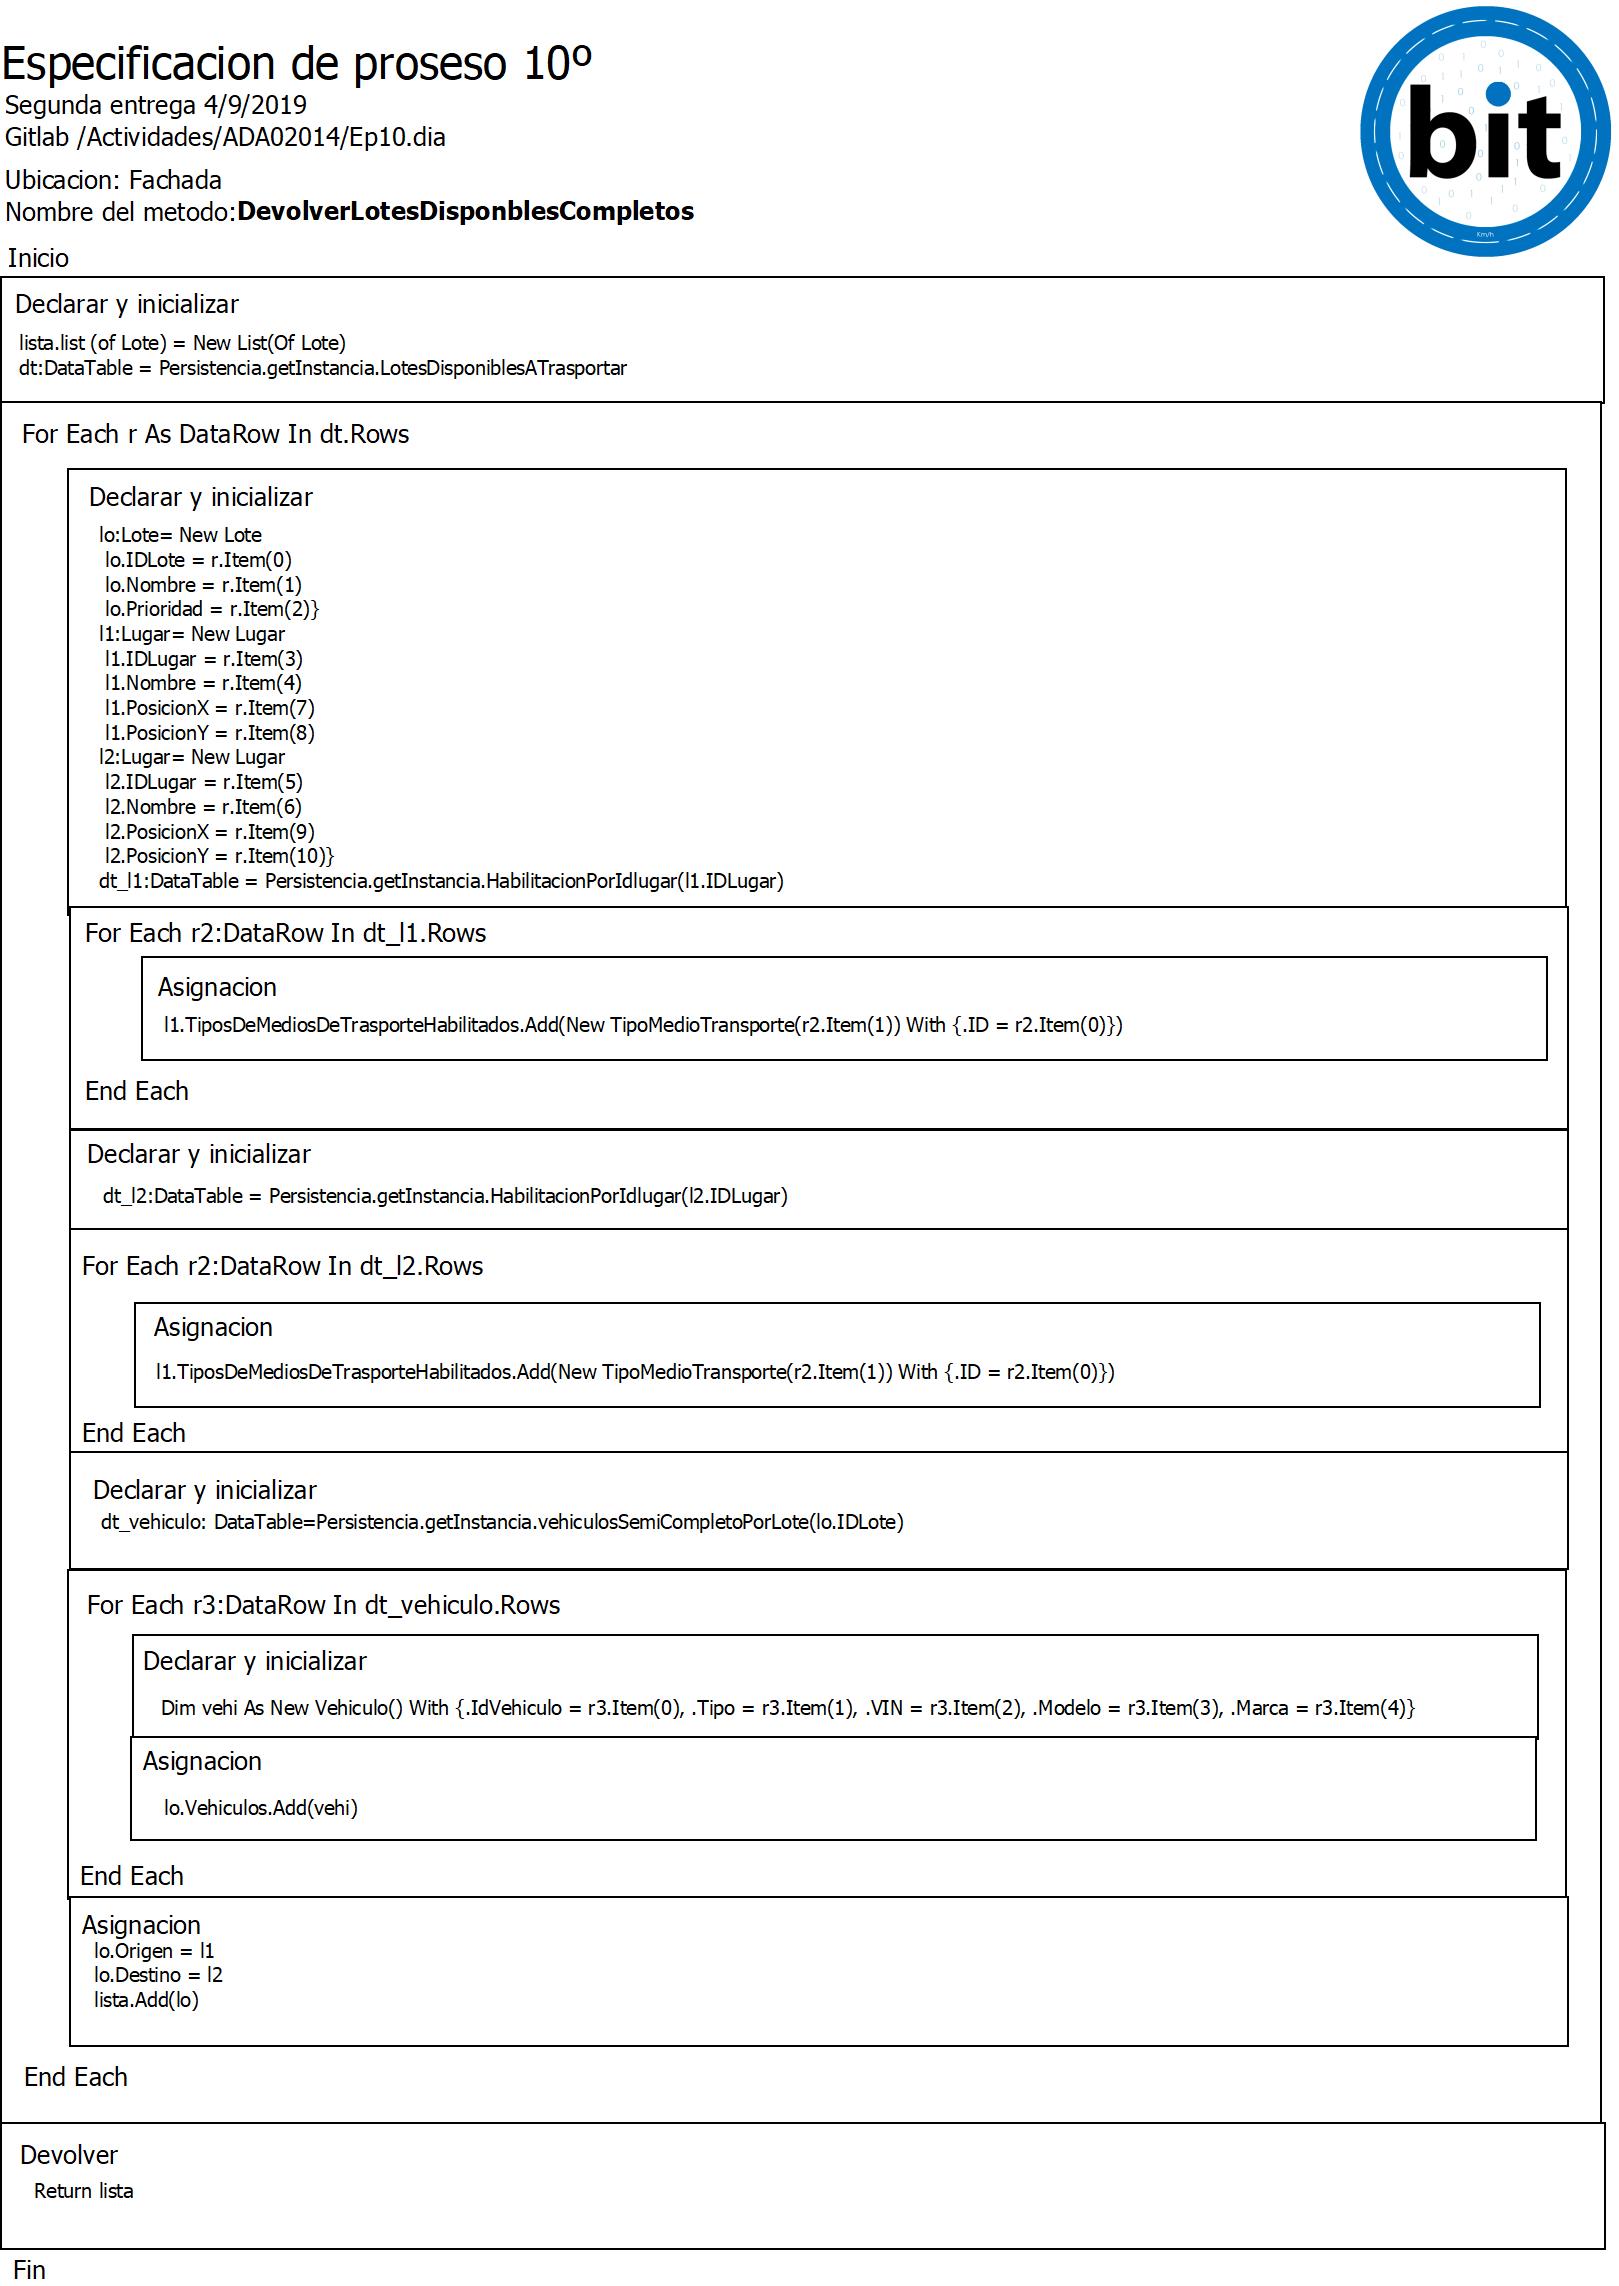 Especificacion de proseso 10º
Segunda entrega 4/9/2019
Gitlab /Actividades/ADA02014/Ep10.dia
Ubicacion: Fachada
Nombre del metodo:DevolverLotesDisponblesCompletos
bit
Km/h
Inicio
Declarar y inicializar
lista.list (of Lote) = New List(Of Lote)
dt:DataTable = Persistencia.getInstancia.LotesDisponiblesATrasportar
For Each r As DataRow In dt.Rows
Declarar y inicializar
lo:Lote= New Lote
lo.IDLote = r.Item(0)
lo.Nombre = r.Item(1)
lo.Prioridad = r.Item(2)}
l1:Lugar= New Lugar
l1.IDLugar = r.Item(3)
l1.Nombre = r.Item(4)
l1.PosicionX = r.Item(7)
l1.PosicionY = r.Item(8)
l2:Lugar= New Lugar
l2.IDLugar = r.Item(5)
l2.Nombre = r.Item(6)
l2.PosicionX = r.Item(9)
l2.PosicionY = r.Item(10)}
dt_l1:DataTable = Persistencia.getInstancia.HabilitacionPorIdlugar(l1.IDLugar)
For Each r2:DataRow In dt_l1.Rows
Asignacion
l1.TiposDeMediosDeTrasporteHabilitados.Add(New TipoMedioTransporte(r2.Item(1)) With {.ID = r2.Item(0)})
End Each
Declarar y inicializar
dt_l2:DataTable = Persistencia.getInstancia.HabilitacionPorIdlugar(l2.IDLugar)
For Each r2:DataRow In dt_l2.Rows
Asignacion
l1.TiposDeMediosDeTrasporteHabilitados.Add(New TipoMedioTransporte(r2.Item(1)) With {.ID = r2.Item(0)})
End Each
Declarar y inicializar
dt_vehiculo: DataTable=Persistencia.getInstancia.vehiculosSemiCompletoPorLote(lo.IDLote)
For Each r3:DataRow In dt_vehiculo.Rows
Declarar y inicializar
Dim vehi As New Vehiculo() With {.IdVehiculo = r3.Item(0), .Tipo = r3.Item(1), .VIN = r3.Item(2), .Modelo = r3.Item(3), .Marca = r3.Item(4)}
Asignacion
lo.Vehiculos.Add(vehi)
End Each
Asignacion
lo.Origen = l1
lo.Destino = l2
lista.Add(lo)
End Each
Devolver
Return lista
Fin